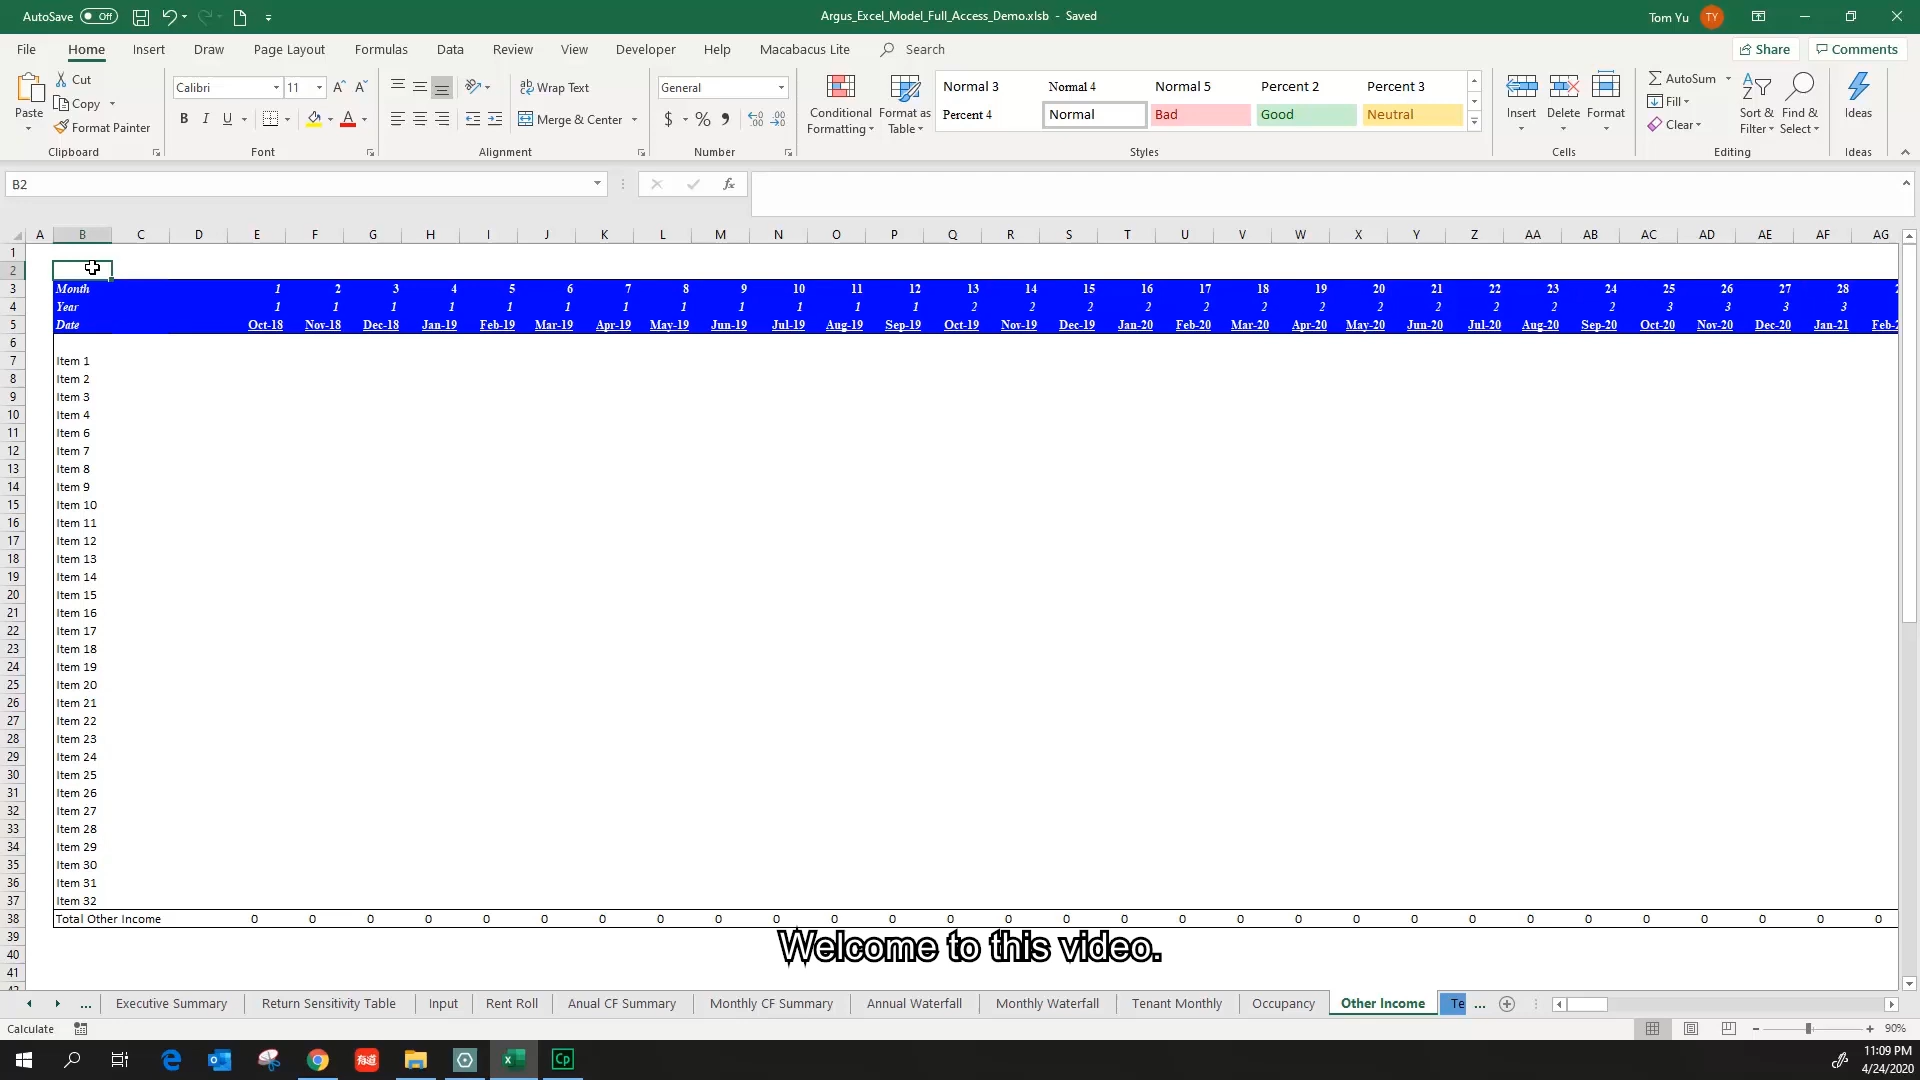 AutoSave Off Argus_Excel_Model_Full_Access_Demo.xlsb - Saved Tom Yu TY
File Home Insert Draw Page Layout Formulas Data Review View Developer Help Macabacus Lite Search Share Comments
Paste Cut Copy Format Painter
Clipboard
Calibri 11
B I U A
Font
Wrap Text
Merge & Center
Alignment
General
$ % 9
Number
Conditional Formatting
Format as Table
Normal 3 Normal 4 Normal 5 Percent 2 Percent 3
Percent 4 Normal Bad Good Neutral
Styles
Insert Delete Format
Cells
AutoSum
Fill
Clear
Sort & Filter
Find & Select
Editing
Ideas
Ideas
B2 fx
A B C D E F G H I J K L M N O P Q R S T U V W X Y Z AA AB AC AD AE AF AG
1
2
3 Month 1 2 3 4 5 6 7 8 9 10 11 12 13 14 15 16 17 18 19 20 21 22 23 24 25 26 27 28
4 Year 1 1 1 1 1 1 1 1 1 1 1 1 2 2 2 2 2 2 2 2 2 2 2 2 3 3 3 3
5 Date Oct-18 Nov-18 Dec-18 Jan-19 Feb-19 Mar-19 Apr-19 May-19 Jun-19 Jul-19 Aug-19 Sep-19 Oct-19 Nov-19 Dec-19 Jan-20 Feb-20 Mar-20 Apr-20 May-20 Jun-20 Jul-20 Aug-20 Sep-20 Oct-20 Nov-20 Dec-20 Jan-21 Feb-2
6
7 Item 1
8 Item 2
9 Item 3
10 Item 4
11 Item 6
12 Item 7
13 Item 8
14 Item 9
15 Item 10
16 Item 11
17 Item 12
18 Item 13
19 Item 14
20 Item 15
21 Item 16
22 Item 17
23 Item 18
24 Item 19
25 Item 20
26 Item 21
27 Item 22
28 Item 23
29 Item 24
30 Item 25
31 Item 26
32 Item 27
33 Item 28
34 Item 29
35 Item 30
36 Item 31
37 Item 32
38 Total Other Income 0 0 0 0 0 0 0 0 0 0 0 0 0 0 0 0 0 0 0 0 0 0 0 0 0 0 0 0 0
39
40
41
Welcome to this video.
... Executive Summary Return Sensitivity Table Input Rent Roll Anual CF Summary Monthly CF Summary Annual Waterfall Monthly Waterfall Tenant Monthly Occupancy Other Income Te ...
Calculate 90%
有道 Cp
11:09 PM
4/24/2020